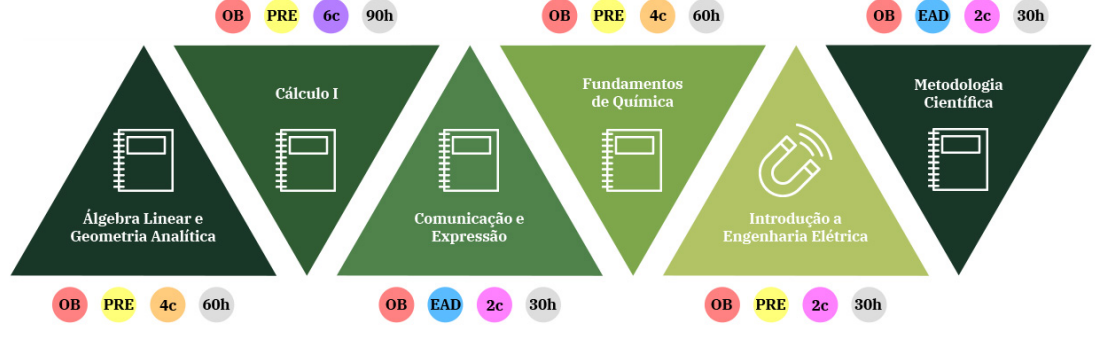 OB PRE 6c 90h
OB PRE 4c 60h
OB EAD 2c 30h
Cálculo I
Fundamentos
de Química
Metodologia
Científica
Álgebra Linear e
Geometria Analítica
Comunicação e
Expressão
Introdução a
Engenharia Elétrica
OB PRE 4c 60h
OB EAD 2c 30h
OB PRE 2c 30h